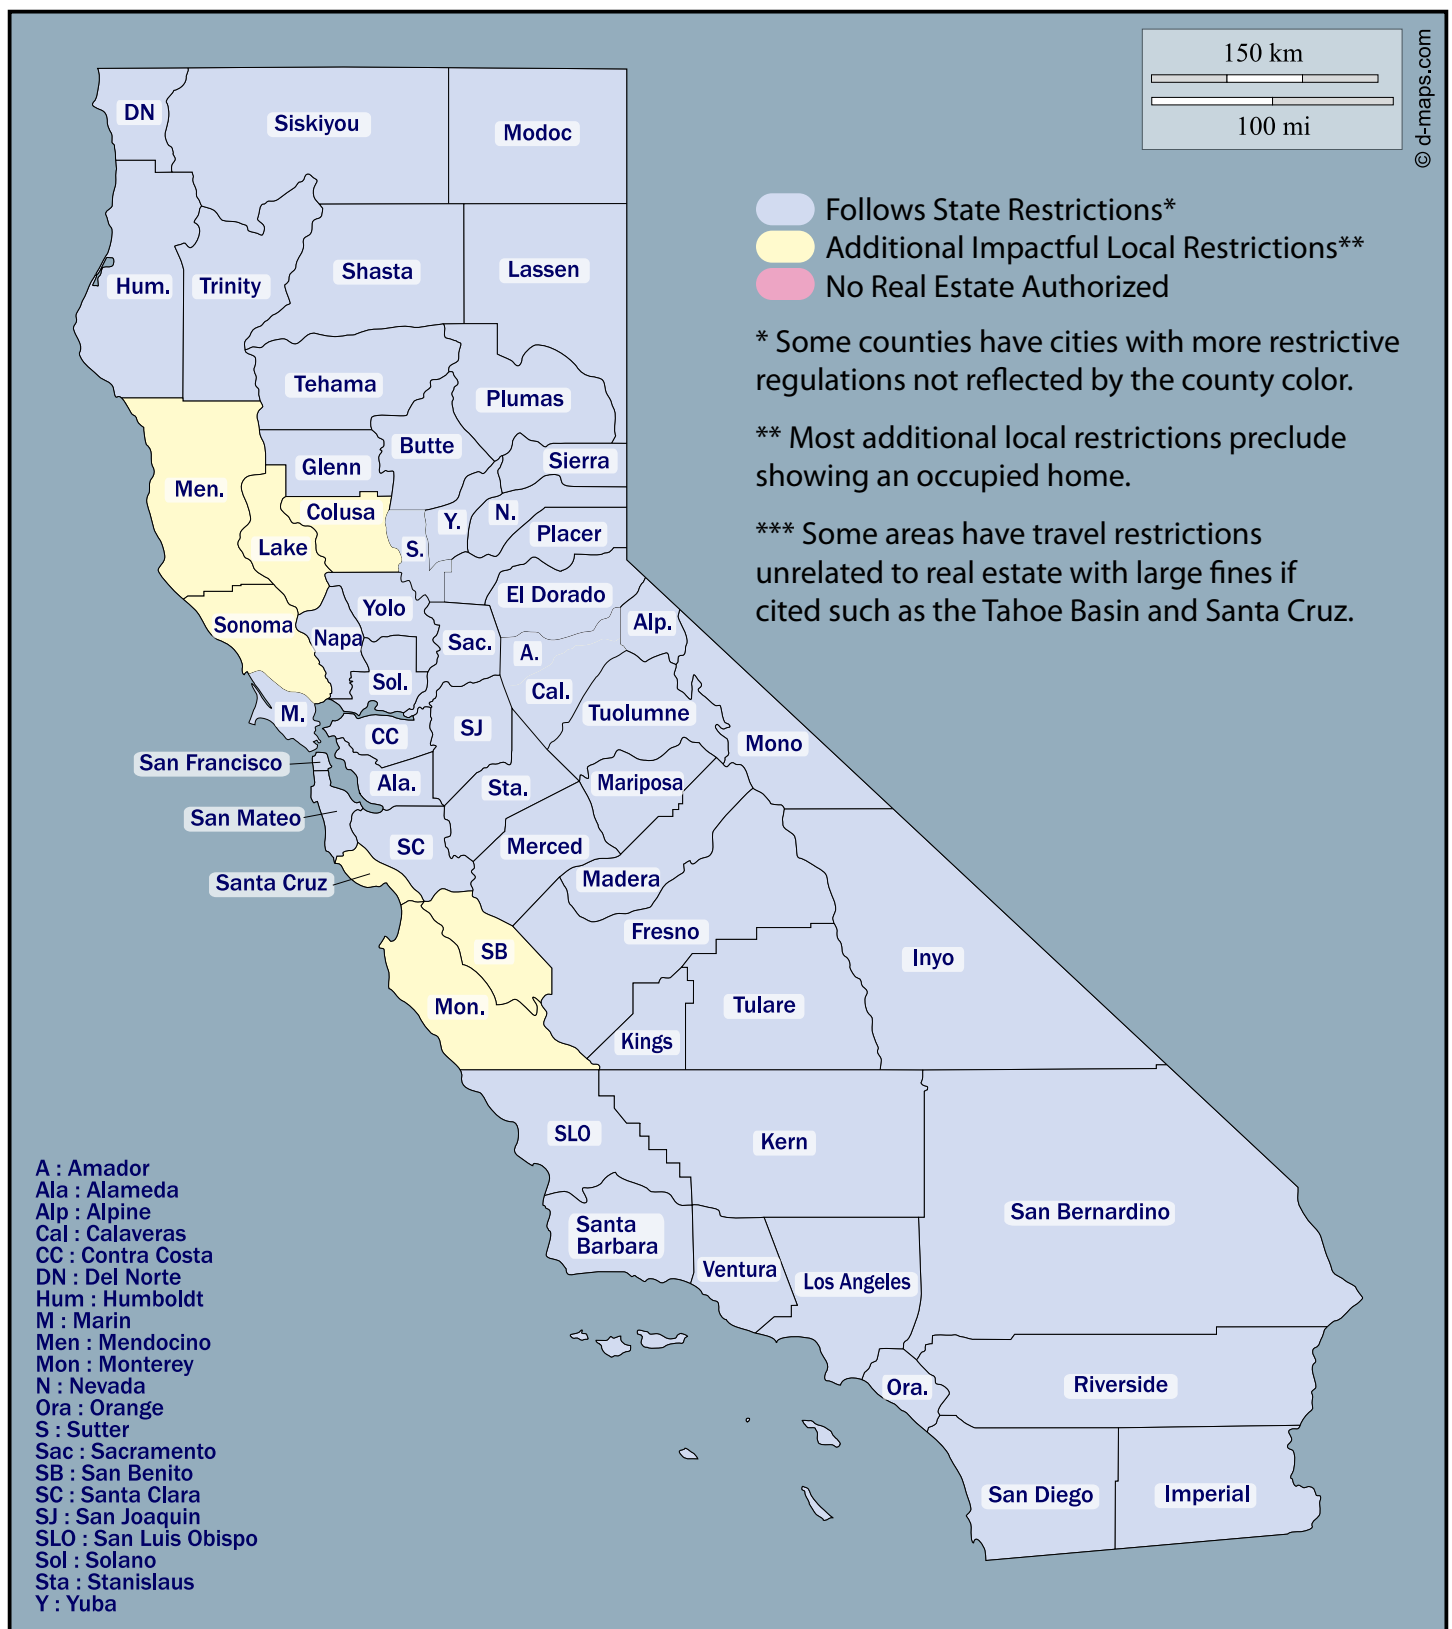 150 km
100 mi
© d-maps.com
Follows State Restrictions*
Additional Impactful Local Restrictions**
No Real Estate Authorized
* Some counties have cities with more restrictive
regulations not reflected by the county color.
** Most additional local restrictions preclude
showing an occupied home.
*** Some areas have travel restrictions
unrelated to real estate with large fines if
cited such as the Tahoe Basin and Santa Cruz.
DN
Siskiyou
Modoc
Hum.
Trinity
Shasta
Lassen
Tehama
Plumas
Butte
Glenn
Sierra
Men.
Colusa
Y.
N.
Placer
Lake
S.
El Dorado
Yolo
Sonoma
Napa
Sac.
A.
Alp.
Sol.
Cal.
M.
CC
SJ
Tuolumne
Mono
San Francisco
Ala.
Sta.
Mariposa
San Mateo
SC
Merced
Santa Cruz
Madera
Fresno
SB
Inyo
Mon.
Tulare
Kings
SLO
Kern
San Bernardino
Santa
Barbara
Ventura
Los Angeles
Ora.
Riverside
San Diego
Imperial
A : Amador
Ala : Alameda
Alp : Alpine
Cal : Calaveras
CC : Contra Costa
DN : Del Norte
Hum : Humboldt
M : Marin
Men : Mendocino
Mon : Monterey
N : Nevada
Ora : Orange
S : Sutter
Sac : Sacramento
SB : San Benito
SC : Santa Clara
SJ : San Joaquin
SLO : San Luis Obispo
Sol : Solano
Sta : Stanislaus
Y : Yuba